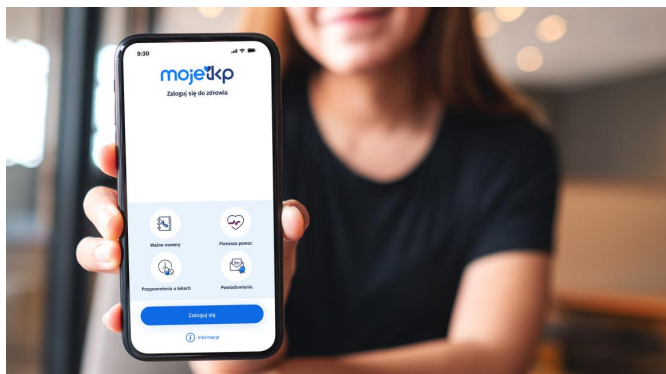 9:30
mojeikp
Zaloguj się do zdrowia
Ważne numery Pierwsza pomoc
Przypomnienia o lekach Powiadomienia
Zaloguj się
i Informacje